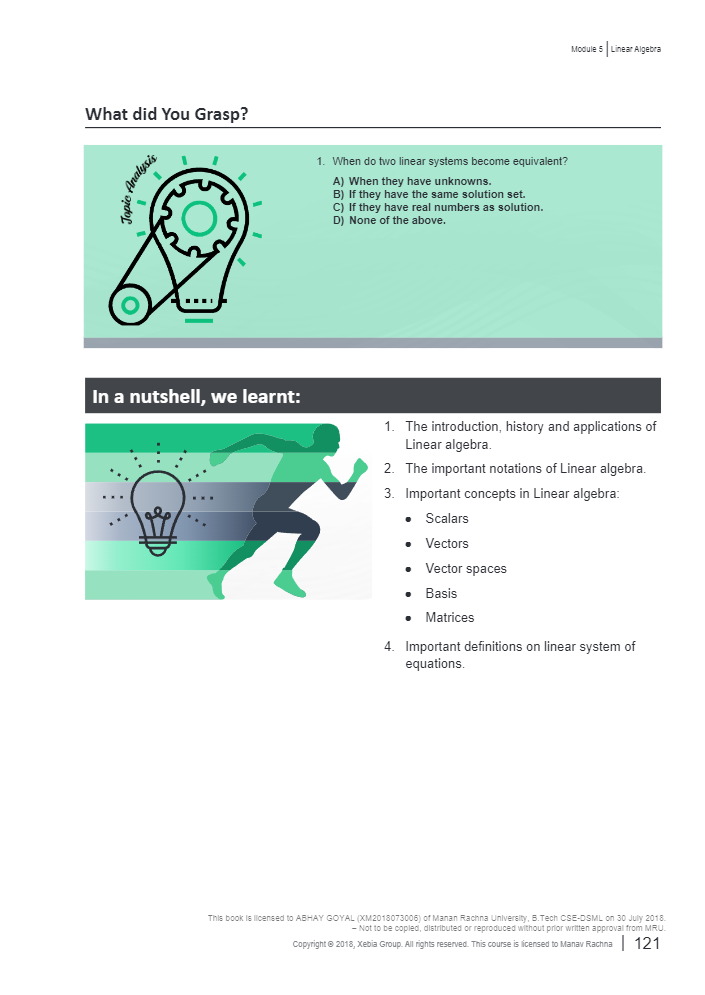 Module 5 | Linear Algebra
What did You Grasp?
Topic Analysis
1. When do two linear systems become equivalent?
A) When they have unknowns.
B) If they have the same solution set.
C) If they have real numbers as solution.
D) None of the above.
In a nutshell, we learnt:
1. The introduction, history and applications of
Linear algebra.
2. The important notations of Linear algebra.
3. Important concepts in Linear algebra:
• Scalars
• Vectors
• Vector spaces
• Basis
• Matrices
4. Important definitions on linear system of
equations.
This book is licensed to ABHAY GOYAL (XM2018073006) of Manan Rachna University, B.Tech CSE-DSML on 30 July 2018.
– Not to be copied, distributed or reproduced without prior written approval from MRU.
Copyright © 2018, Xebia Group. All rights reserved. This course is licensed to Manav Rachna | 121